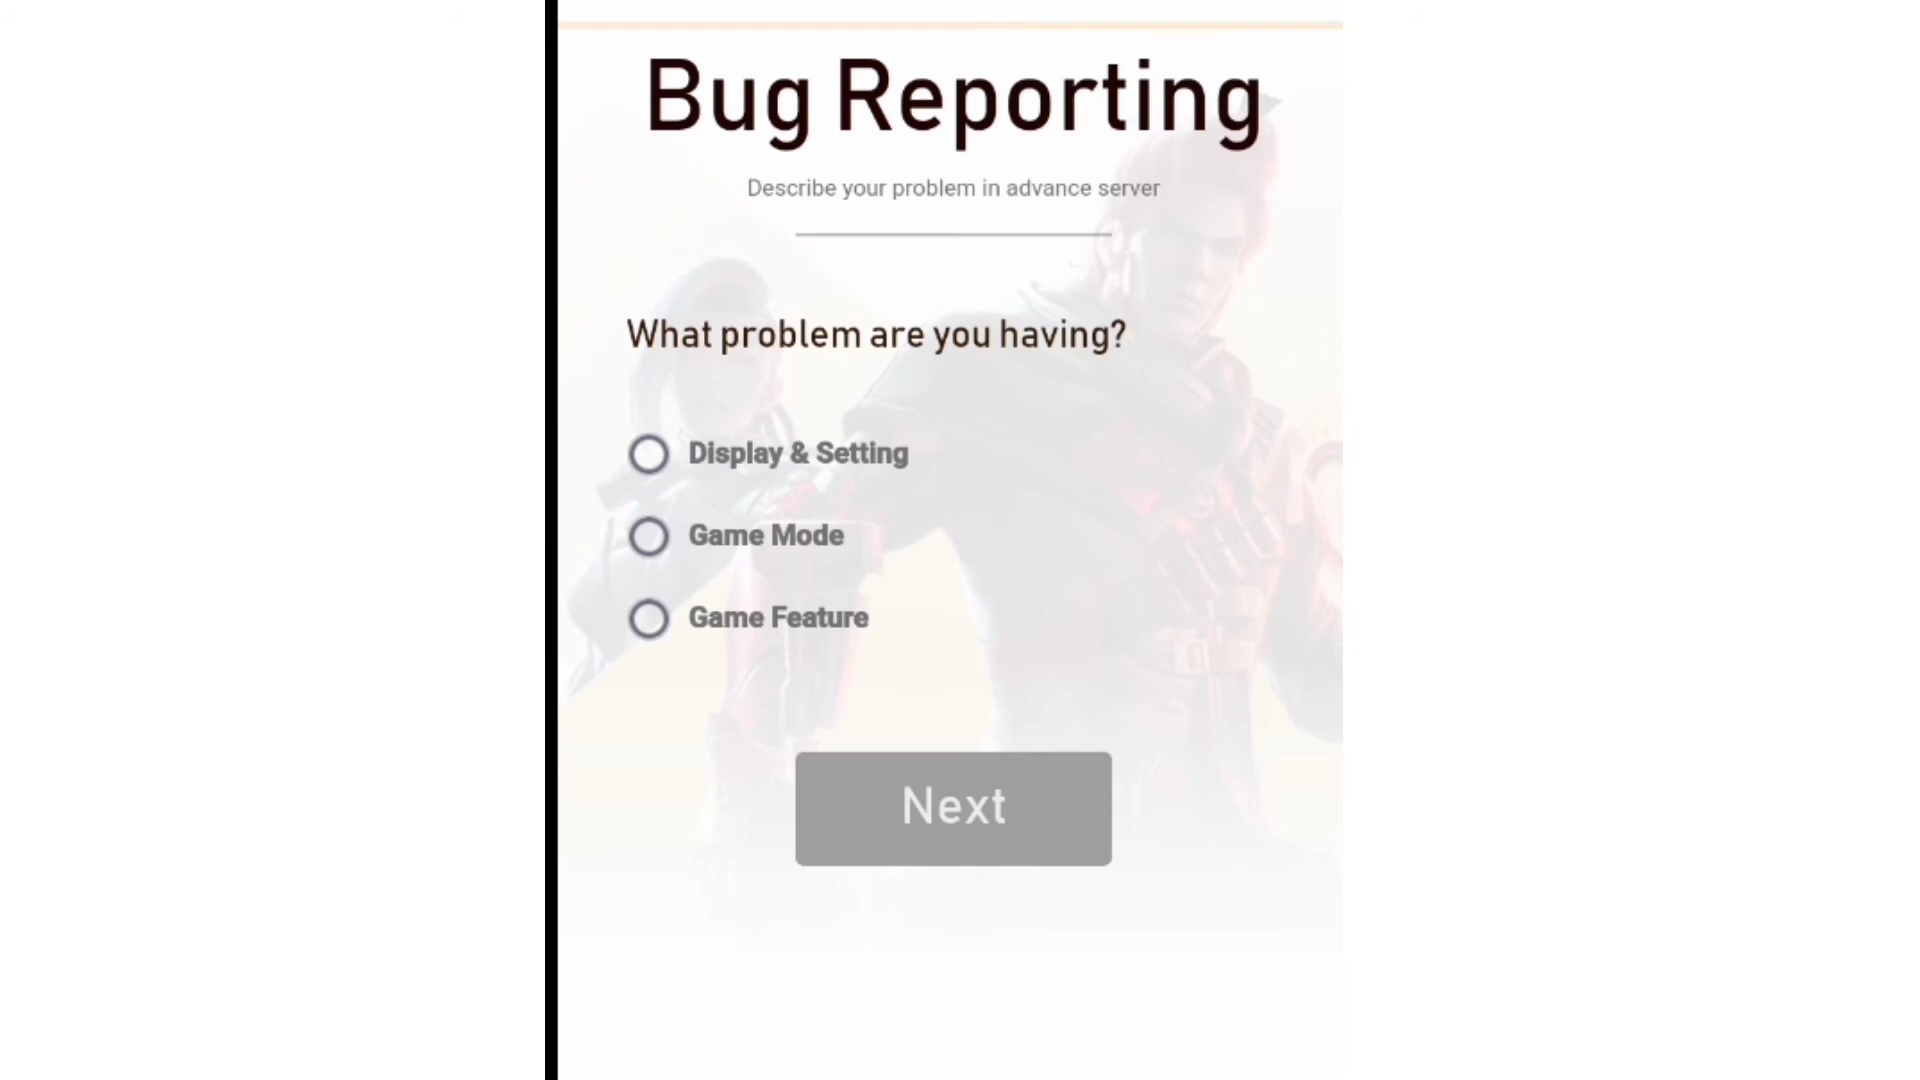 Bug Reporting
Describe your problem in advance server
What problem are you having?
Display & Setting
Game Mode
Game Feature
Next